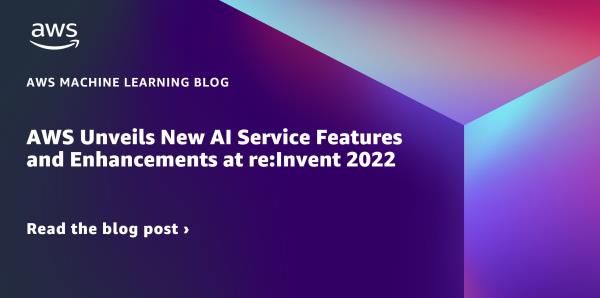 aws
AWS MACHINE LEARNING BLOG
AWS Unveils New AI Service Features
and Enhancements at re:Invent 2022
Read the blog post ›